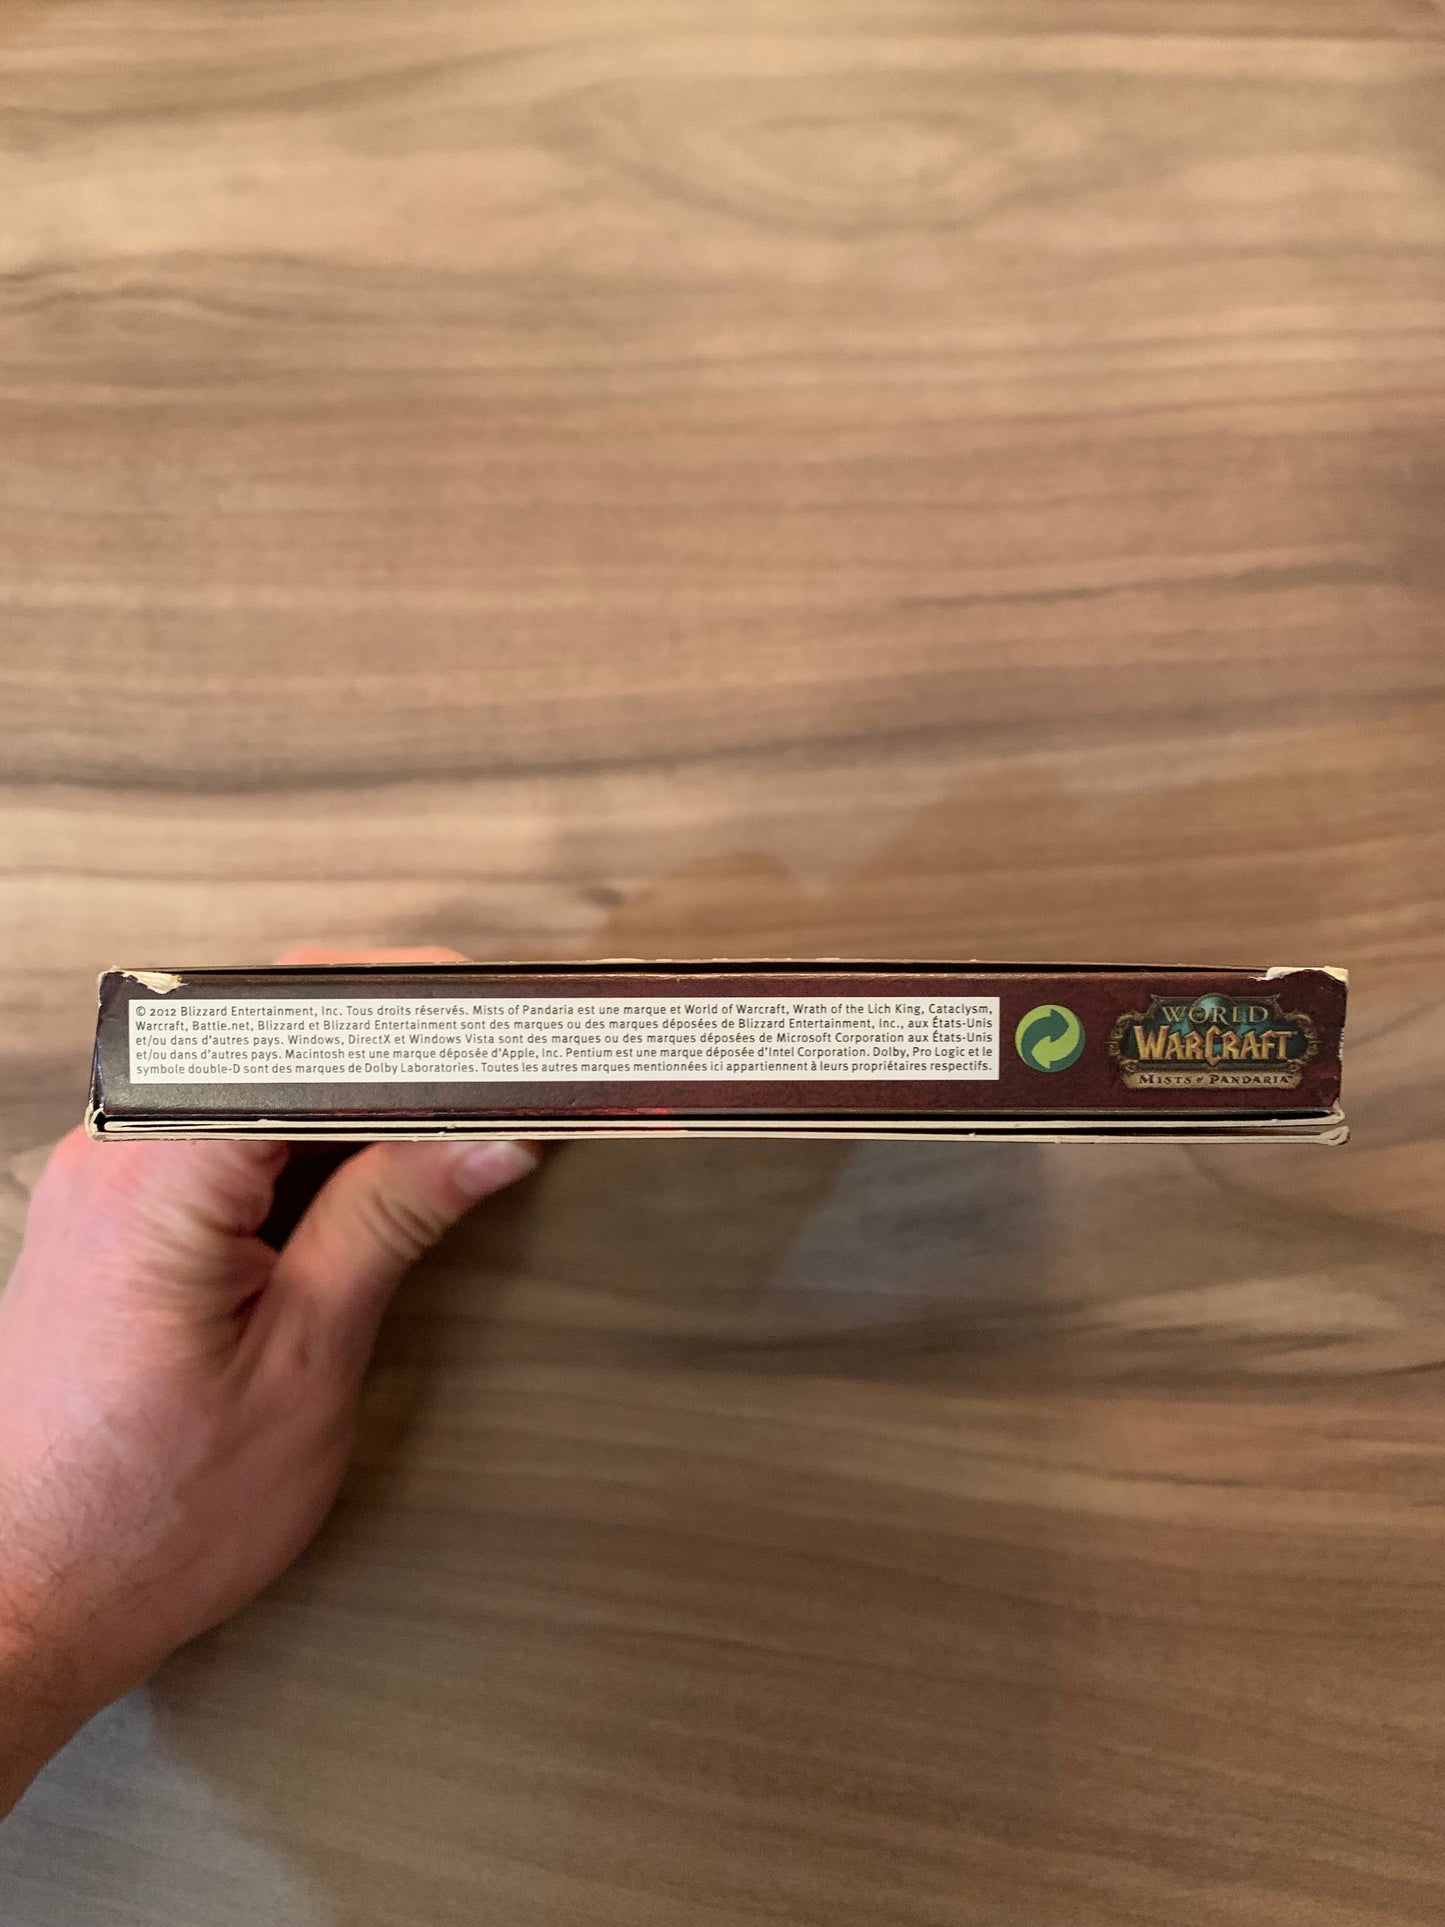 © 2012 Blizzard Entertainment, Inc. Tous droits réservés. Mists of Pandaria est une marque et World of Warcraft, Wrath of the Lich King, Cataclysm,
Warcraft, Battle.net, Blizzard et Blizzard Entertainment sont des marques ou des marques déposées de Blizzard Entertainment, Inc., aux États-Unis
et/ou dans d'autres pays. Windows, DirectX et Windows Vista sont des marques ou des marques déposées de Microsoft Corporation aux États-Unis
et/ou dans d'autres pays. Macintosh est une marque déposée d'Apple, Inc. Pentium est une marque déposée d'Intel Corporation. Dolby, Pro Logic et le
symbole double-D sont des marques de Dolby Laboratories. Toutes les autres marques mentionnées ici appartiennent à leurs propriétaires respectifs.
WORLD
WARCRAFT
MISTS of PANDARIA